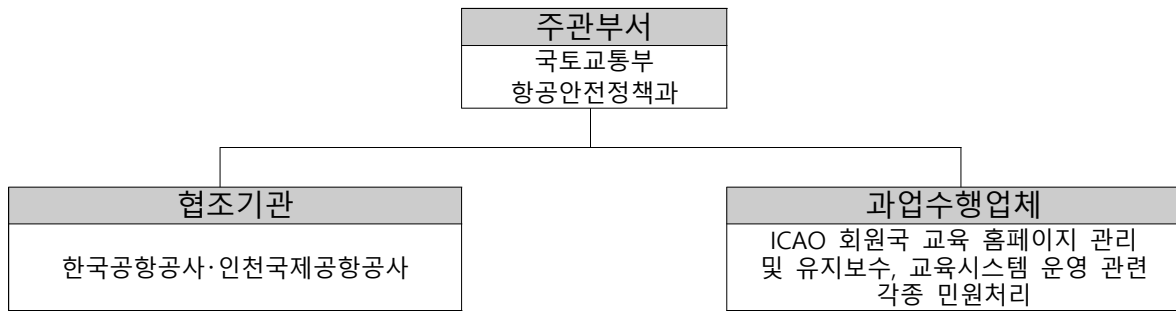 주관부서
국토교통부
항공안전정책과
협조기관
한국공항공사·인천국제공항공사
과업수행업체
ICAO 회원국 교육 홈페이지 관리
및 유지보수, 교육시스템 운영 관련
각종 민원처리